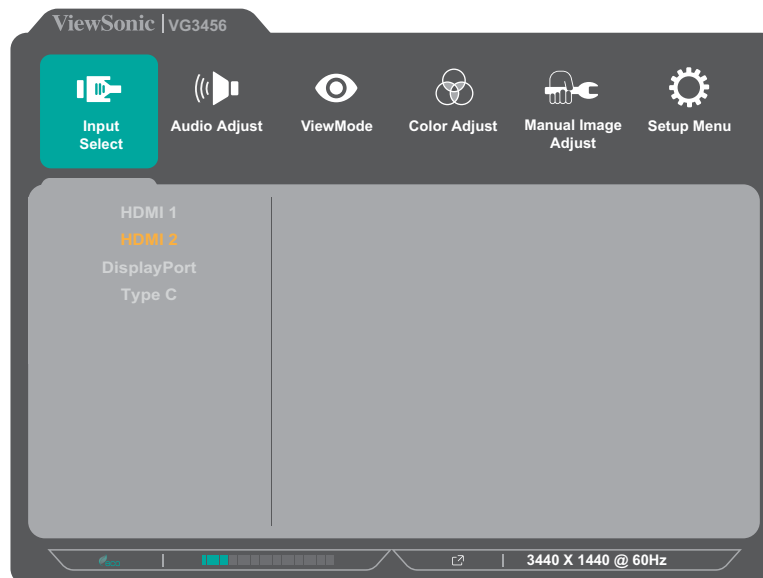 ViewSonic | VG3456
Input Select
Audio Adjust
ViewMode
Color Adjust
Manual Image Adjust
Setup Menu
HDMI 1
HDMI 2
DisplayPort
Type C
eco
3440 X 1440 @ 60Hz